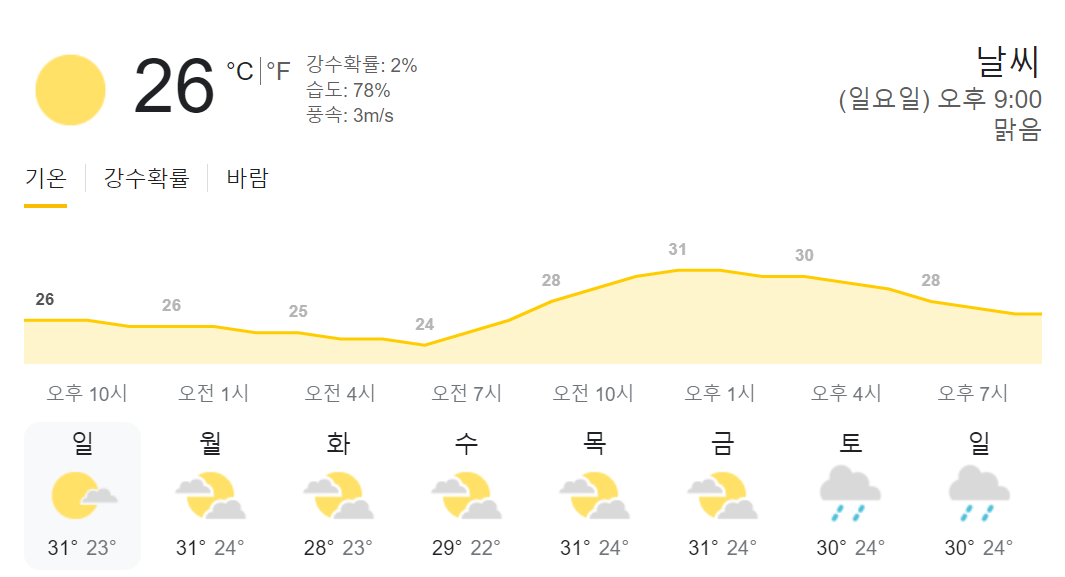 26 °C|°F
강수확률: 2%
습도: 78%
풍속: 3m/s
날씨
(일요일) 오후 9:00
맑음
기온 강수확률 바람
26 26 25 24 28 31 30 28
오후 10시 오전 1시 오전 4시 오전 7시 오전 10시 오후 1시 오후 4시 오후 7시
일 월 화 수 목 금 토 일
31° 23° 31° 24° 28° 23° 29° 22° 31° 24° 31° 24° 30° 24° 30° 24°